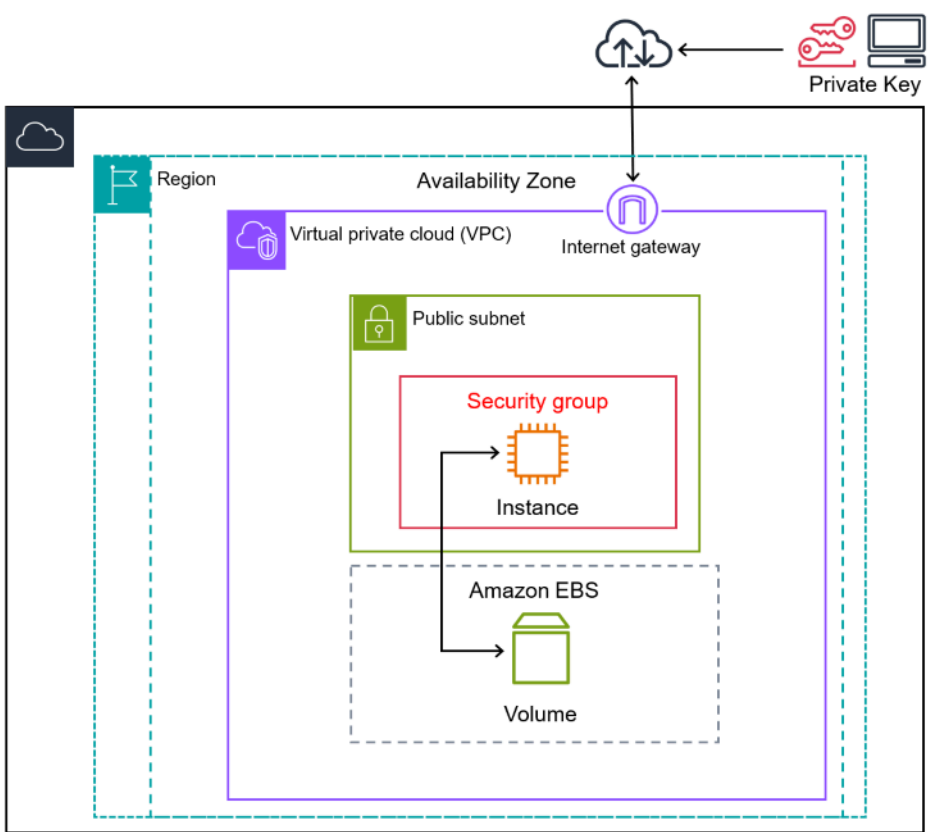 Private Key
Region
Availability Zone
Virtual private cloud (VPC)
Internet gateway
Public subnet
Security group
Instance
Amazon EBS
Volume